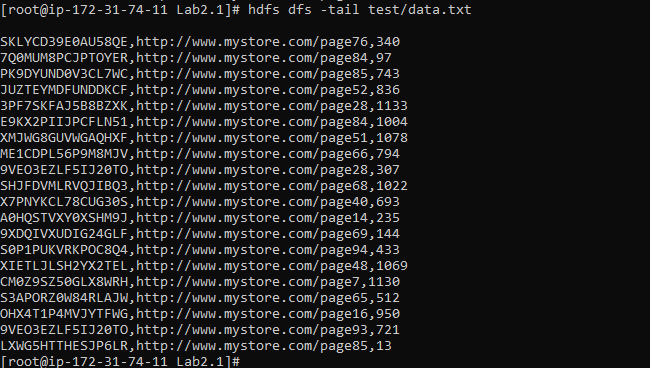 [root@ip-172-31-74-11 Lab2.1]# hdfs dfs -tail test/data.txt
SKLYCD39E0AU58QE,http://www.mystore.com/page76,340
7Q0MUM8PCJPTOYER,http://www.mystore.com/page84,97
PK9DYUND0V3CL7WC,http://www.mystore.com/page85,743
JUZTEYMDFUNDDKCF,http://www.mystore.com/page52,836
3PF7SKFAJ5B8BZXK,http://www.mystore.com/page28,1133
E9KX2PIIJPCFLN51,http://www.mystore.com/page84,1004
XMJWG8GUVWGAQHXF,http://www.mystore.com/page51,1078
ME1CDPL56P9M8MJV,http://www.mystore.com/page66,794
9VEO3EZLF5IJ20TO,http://www.mystore.com/page28,307
SHJFDVMLRVQJIBQ3,http://www.mystore.com/page68,1022
X7PNYKCL78CUG30S,http://www.mystore.com/page40,693
A0HQSTVXY0XSHM9J,http://www.mystore.com/page14,235
9XDQIVXUDIG24GLF,http://www.mystore.com/page69,144
S0P1PUKVRKPOC8Q4,http://www.mystore.com/page94,433
XIETLJLSH2YX2TEL,http://www.mystore.com/page48,1069
CM0Z9SZ50GLX8WRH,http://www.mystore.com/page7,1130
S3APORZ0W84RLAJW,http://www.mystore.com/page65,512
OHX4T1P4MVJYTFWG,http://www.mystore.com/page16,950
9VEO3EZLF5IJ20TO,http://www.mystore.com/page93,721
LXWG5HTTHESJP6LR,http://www.mystore.com/page85,13
[root@ip-172-31-74-11 Lab2.1]#